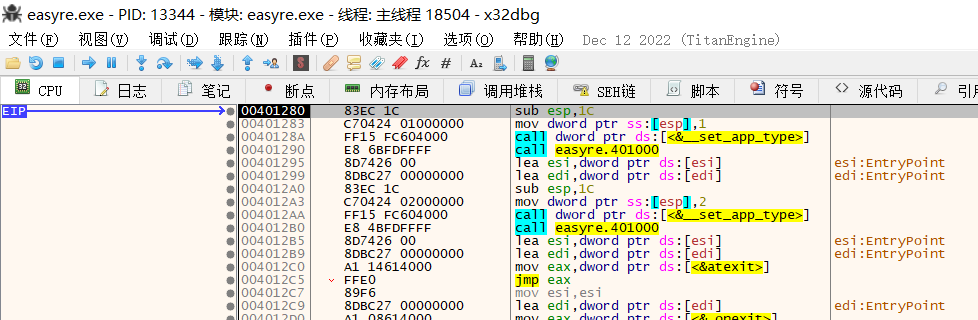 easyre.exe - PID: 13344 - 模块: easyre.exe - 线程: 主线程 18504 - x32dbg
文件(F) 视图(V) 调试(D) 跟踪(N) 插件(P) 收藏夹(I) 选项(O) 帮助(H) Dec 12 2022 (TitanEngine)
CPU 日志 笔记 断点 内存布局 调用堆栈 SEH链 脚本 符号 源代码 引用
EIP 00401280 83EC 1C sub esp,1C
00401283 C70424 01000000 mov dword ptr ss:[esp],1
0040128A FF15 FC604000 call dword ptr ds:[<&__set_app_type>]
00401290 E8 6BFDFFFF call easyre.401000
00401295 8D7426 00 lea esi,dword ptr ds:[esi] esi:EntryPoint
00401299 8DBC27 00000000 lea edi,dword ptr ds:[edi] edi:EntryPoint
004012A0 83EC 1C sub esp,1C
004012A3 C70424 02000000 mov dword ptr ss:[esp],2
004012AA FF15 FC604000 call dword ptr ds:[<&__set_app_type>]
004012B0 E8 4BFDFFFF call easyre.401000
004012B5 8D7426 00 lea esi,dword ptr ds:[esi] esi:EntryPoint
004012B9 8DBC27 00000000 lea edi,dword ptr ds:[edi] edi:EntryPoint
004012C0 A1 14614000 mov eax,dword ptr ds:[<&atexit>]
004012C5 FFE0 jmp eax
004012C7 89F6 mov esi,esi
004012C9 8DBC27 00000000 lea edi,dword ptr ds:[edi] edi:EntryPoint
004012D0 A1 08614000 mov eax,dword ptr ds:[<&_onexit>]